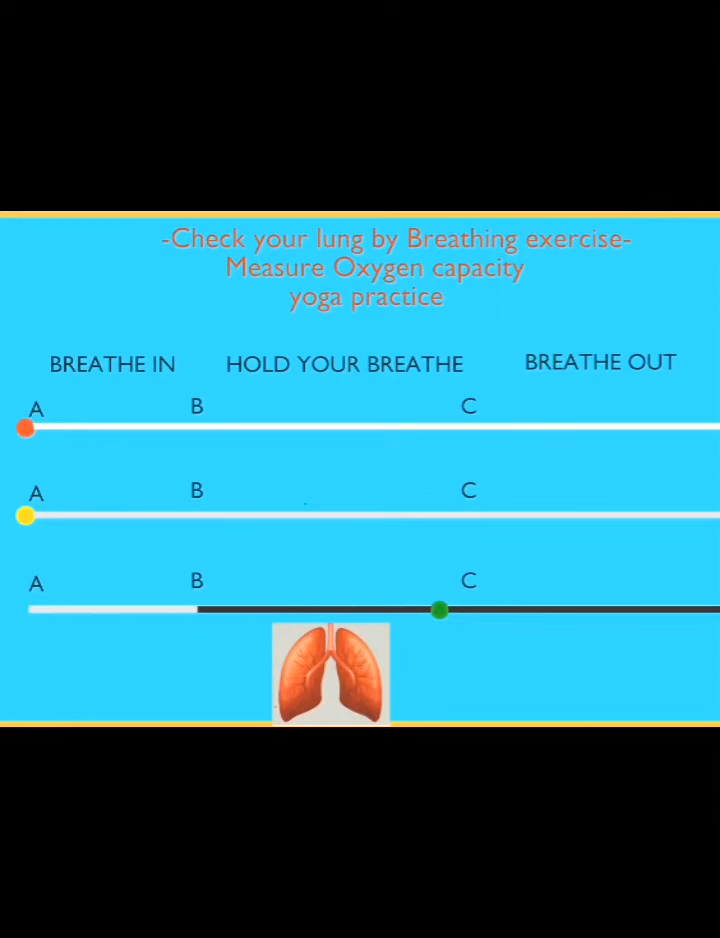 -Check your lung by Breathing exercise-
Measure Oxygen capacity
yoga practice
BREATHE IN HOLD YOUR BREATHE BREATHE OUT
A B C
A B C
A B C